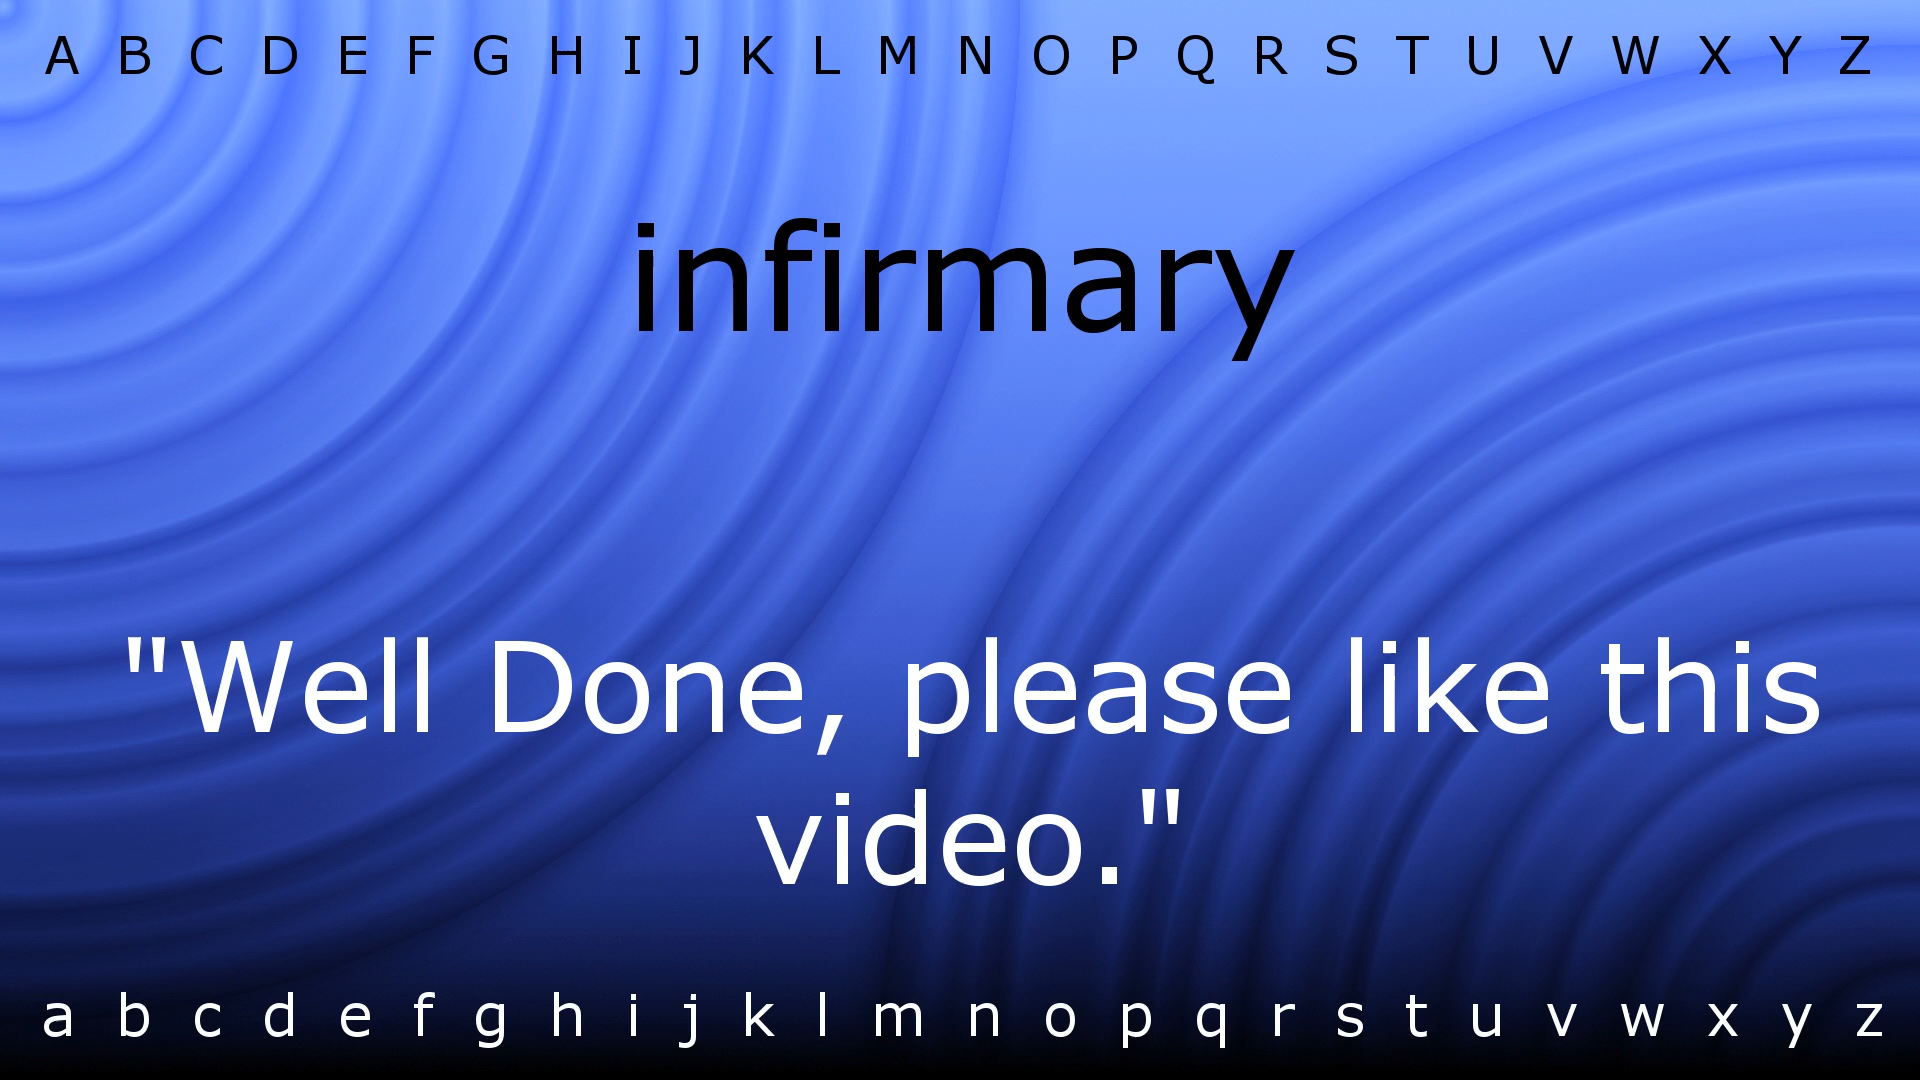 A B C D E F G H I J K L M N O P Q R S T U V W X Y Z
infirmary
"Well Done, please like this
video."
a b c d e f g h i j k l m n o p q r s t u v w x y z